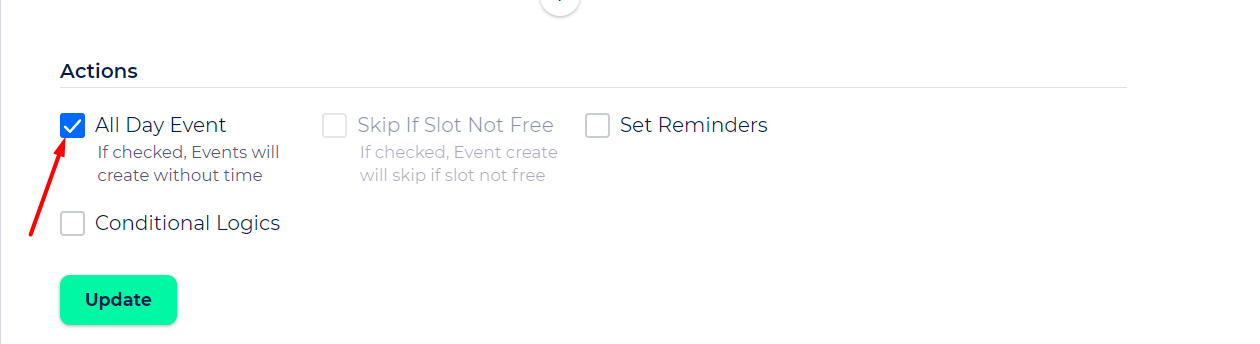 Actions
All Day Event
If checked, Events will
create without time
Skip If Slot Not Free
If checked, Event create
will skip if slot not free
Set Reminders
Conditional Logics
Update